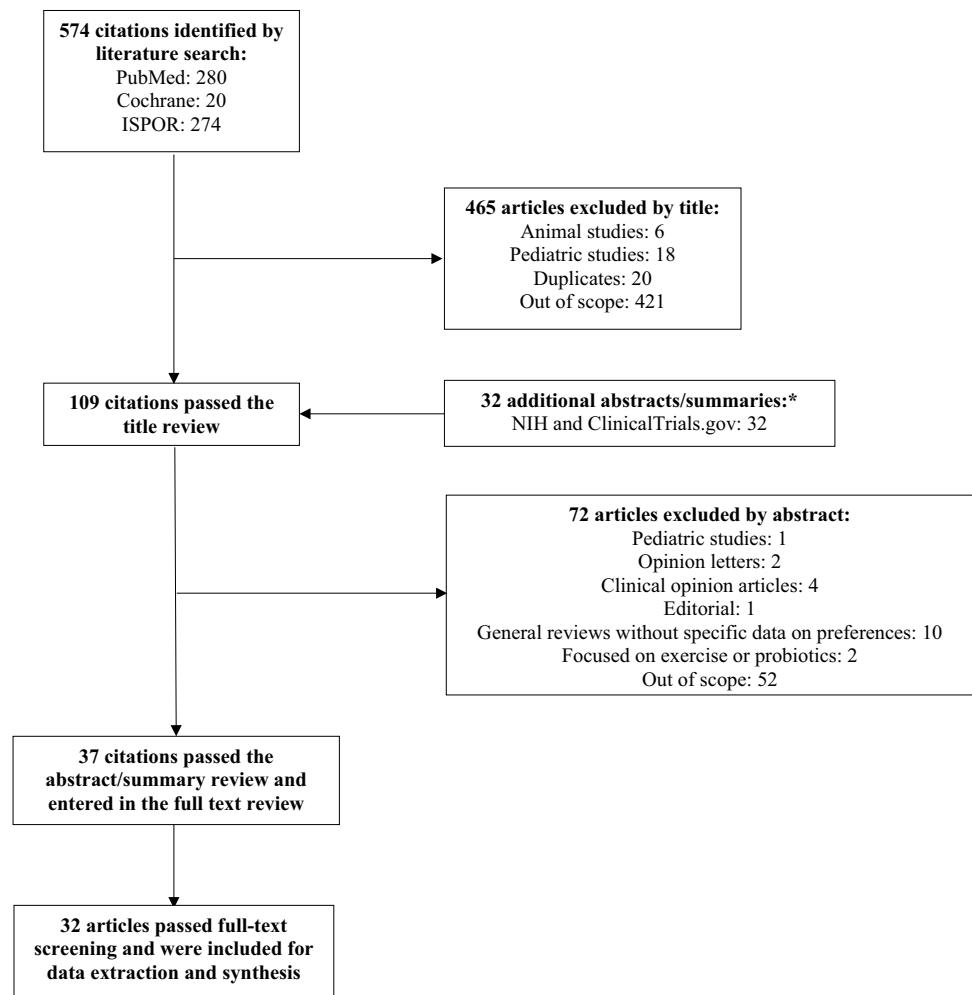 574 citations identified by
literature search:
PubMed: 280
Cochrane: 20
ISPOR: 274
465 articles excluded by title:
Animal studies: 6
Pediatric studies: 18
Duplicates: 20
Out of scope: 421
109 citations passed the
title review
32 additional abstracts/summaries:*
NIH and ClinicalTrials.gov: 32
72 articles excluded by abstract:
Pediatric studies: 1
Opinion letters: 2
Clinical opinion articles: 4
Editorial: 1
General reviews without specific data on preferences: 10
Focused on exercise or probiotics: 2
Out of scope: 52
37 citations passed the
abstract/summary review and
entered in the full text review
32 articles passed full-text
screening and were included for
data extraction and synthesis